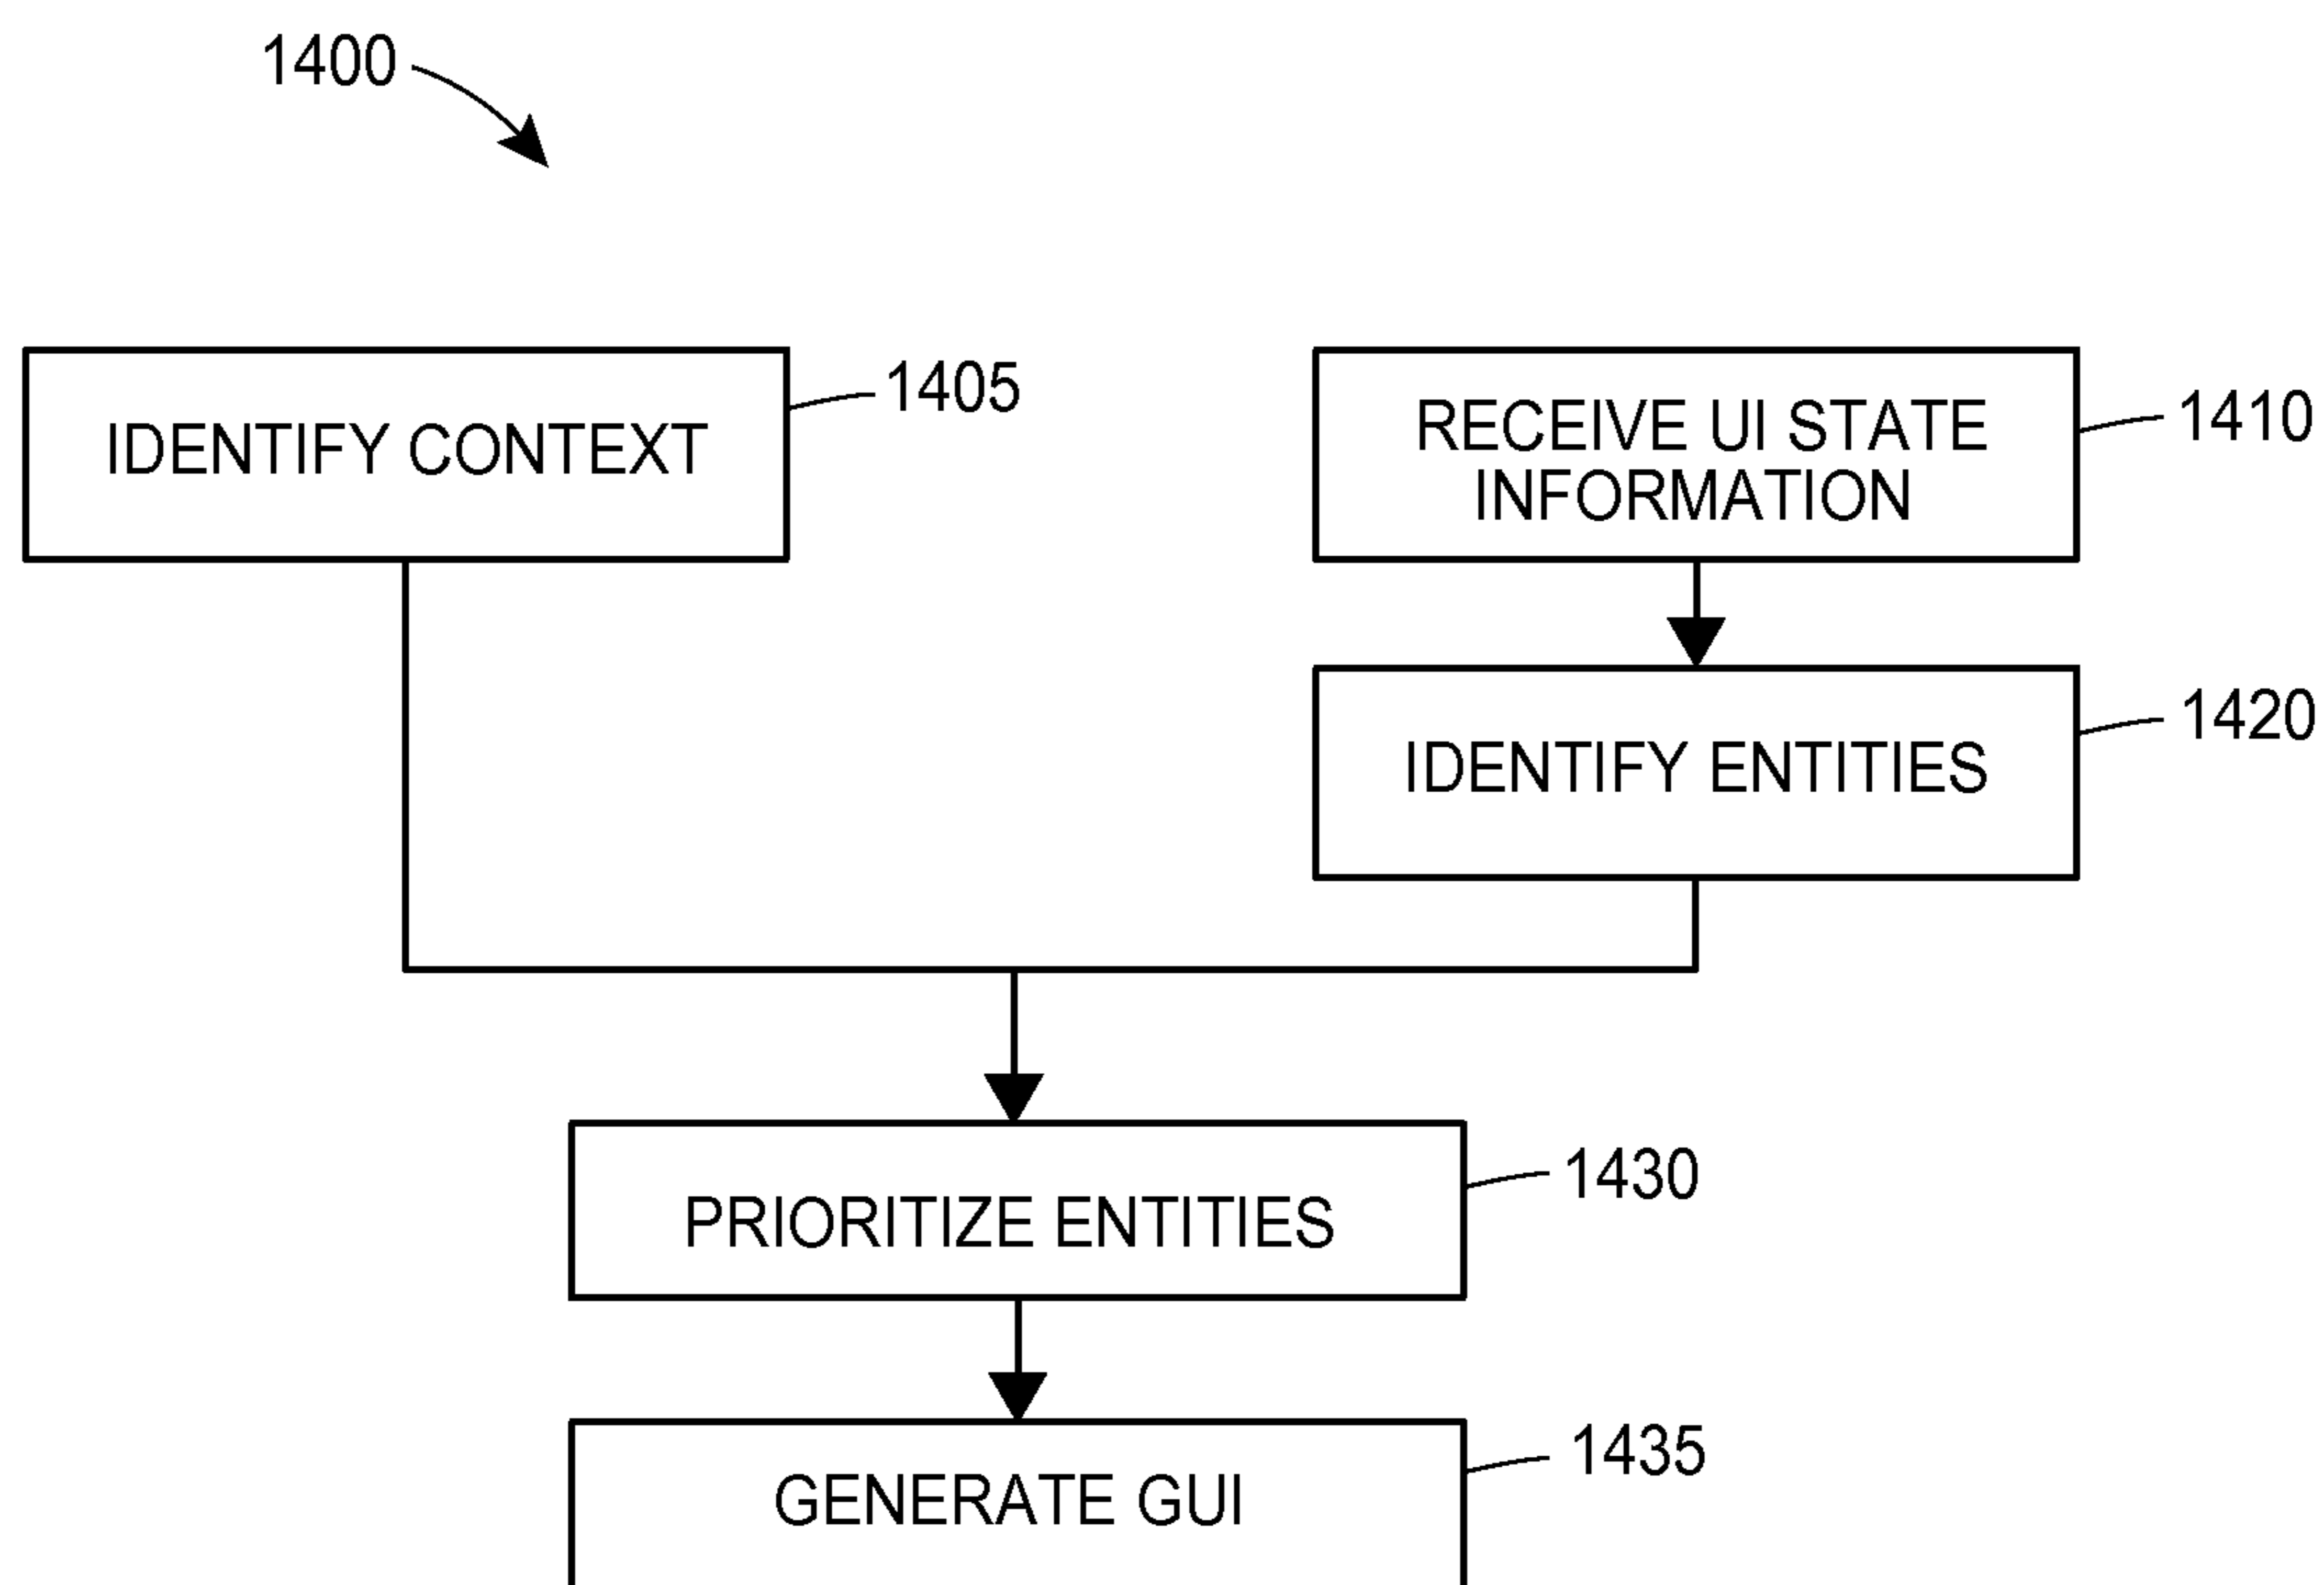 1400
IDENTIFY CONTEXT
1405
RECEIVE UI STATE
INFORMATION
1410
IDENTIFY ENTITIES
1420
PRIORITIZE ENTITIES
1430
GENERATE GUI
1435